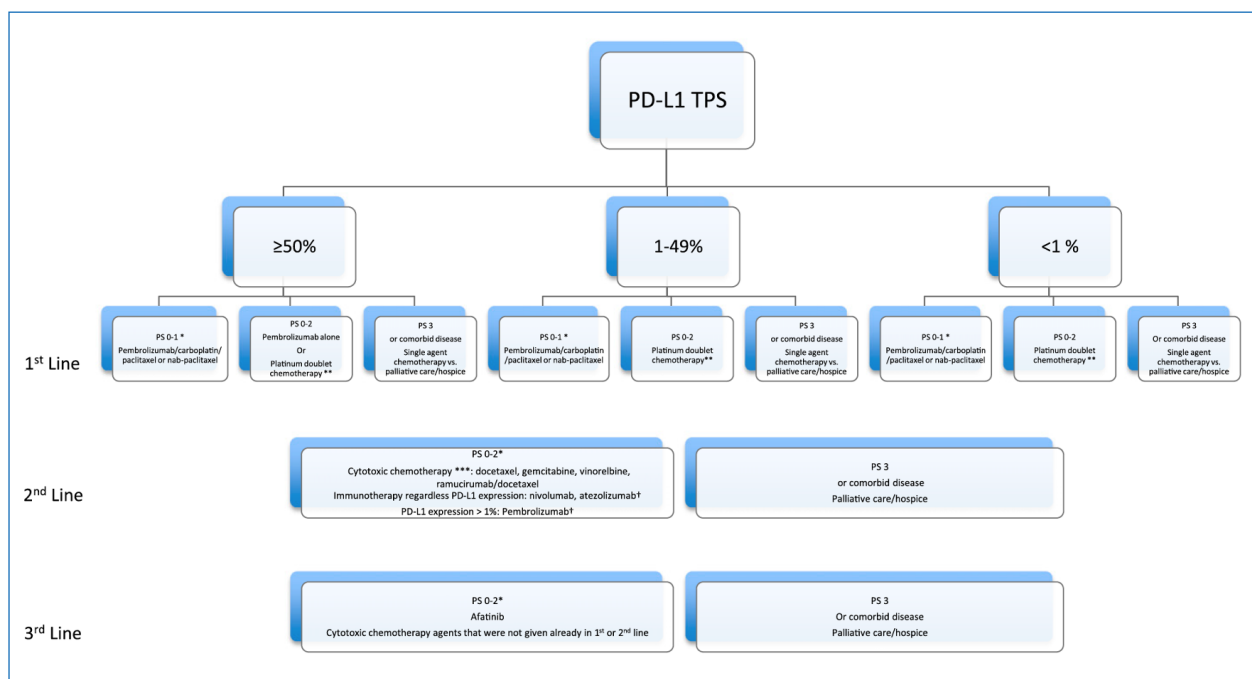 PD-L1 TPS
≥50%
1-49%
<1 %
1st Line
PS 0-1 *
Pembrolizumab/carboplatin/
paclitaxel or nab-paclitaxel
PS 0-2
Pembrolizumab alone
Or
Platinum doublet
chemotherapy **
PS 3
or comorbid disease
Single agent
chemotherapy vs.
palliative care/hospice
PS 0-1 *
Pembrolizumab/carboplatin
/paclitaxel or nab-paclitaxel
PS 0-2
Platinum doublet
chemotherapy**
PS 3
or comorbid disease
Single agent
chemotherapy vs.
palliative care/hospice
PS 0-1 *
Pembrolizumab/carboplatin
/paclitaxel or nab-paclitaxel
PS 0-2
Platinum doublet
chemotherapy **
PS 3
Or comorbid disease
Single agent
chemotherapy vs.
palliative care/hospice
2nd Line
PS 0-2*
Cytotoxic chemotherapy ***: docetaxel, gemcitabine, vinorelbine,
ramucirumab/docetaxel
Immunotherapy regardless PD-L1 expression: nivolumab, atezolizumab†
PD-L1 expression > 1%: Pembrolizumab†
PS 3
or comorbid disease
Palliative care/hospice
3rd Line
PS 0-2*
Afatinib
Cytotoxic chemotherapy agents that were not given already in 1st or 2nd line
PS 3
Or comorbid disease
Palliative care/hospice